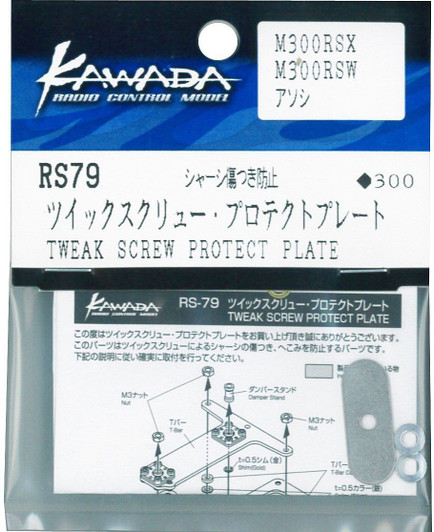 M300RSX
M300RSW
アソシ
KAWADA
RADIO CONTROL MODEL
RS79 シャーシ傷つき防止 ◆300
ツイックスクリュー・プロテクトプレート
TWEAK SCREW PROTECT PLATE
KAWADA RS-79 ツイックスクリュー・プロテクトプレート
RADIO CONTROL MODEL TWEAK SCREW PROTECT PLATE
この度はツイックスクリュー・プロテクトプレートをお買い上げ頂き誠にありがとうございます。
このパーツはツイックスクリューによるシャーシの傷つき、へこみを防止するパーツです。
下記の説明に従い確実に取付を行ってください。
ダンパースタンド
Damper Stand
M3ナット
Nut
M3ナット
Nut
Tバー
T-Bar
t=0.5シム(金)
Shim(Gold)
t=0.5カラー(銀)